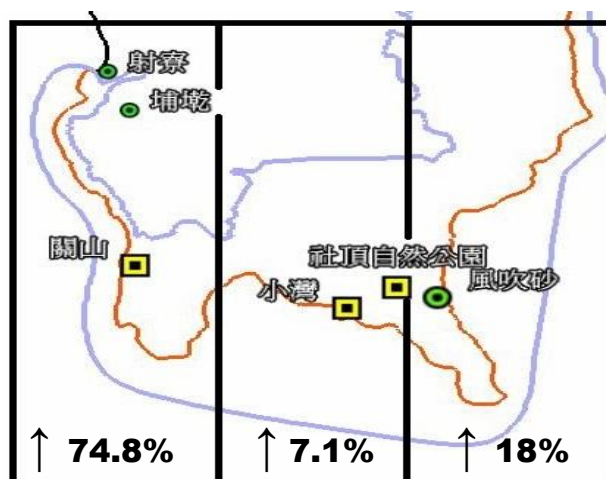 射寮
埔墘
關山
社頂自然公園
小灣
風吹砂
↑ 74.8%
↑ 7.1%
↑ 18%